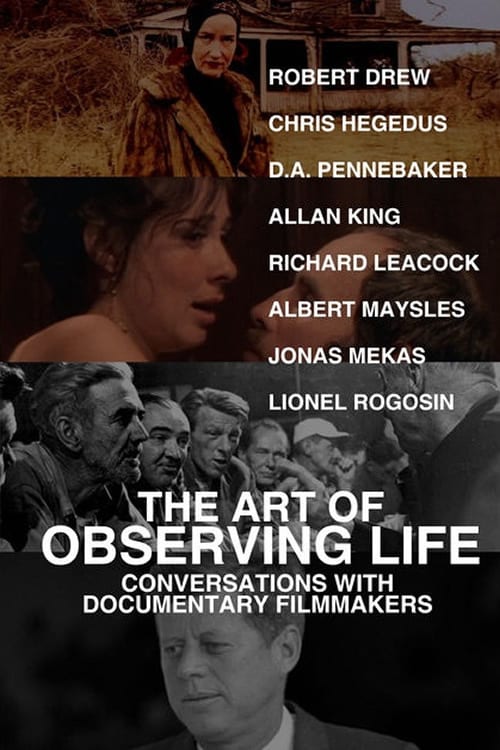 ROBERT DREW
CHRIS HEGEDUS
D.A. PENNEBAKER
ALLAN KING
RICHARD LEACOCK
ALBERT MAYSLES
JONAS MEKAS
LIONEL ROGOSIN
THE ART OF
OBSERVING LIFE
CONVERSATIONS WITH
DOCUMENTARY FILMMAKERS